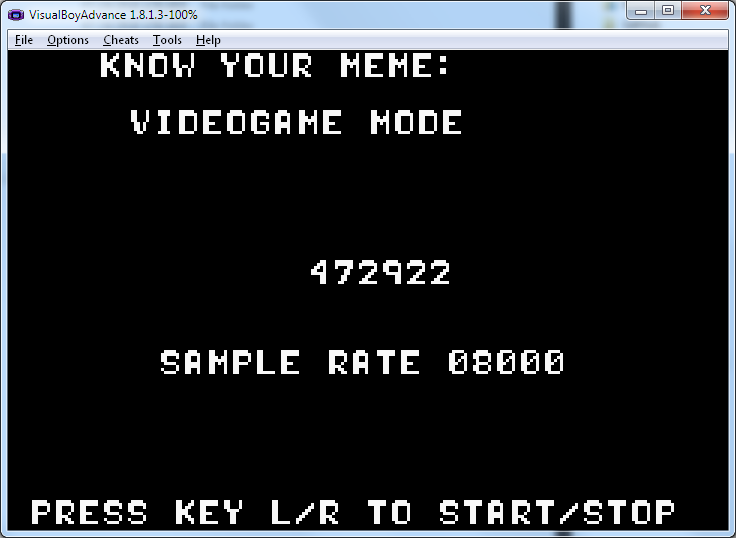 VisualBoyAdvance 1.8.1.3-100%
File Options Cheats Tools Help
KNOW YOUR MEME:
VIDEOGAME MODE
472922
SAMPLE RATE 08000
PRESS KEY L/R TO START/STOP